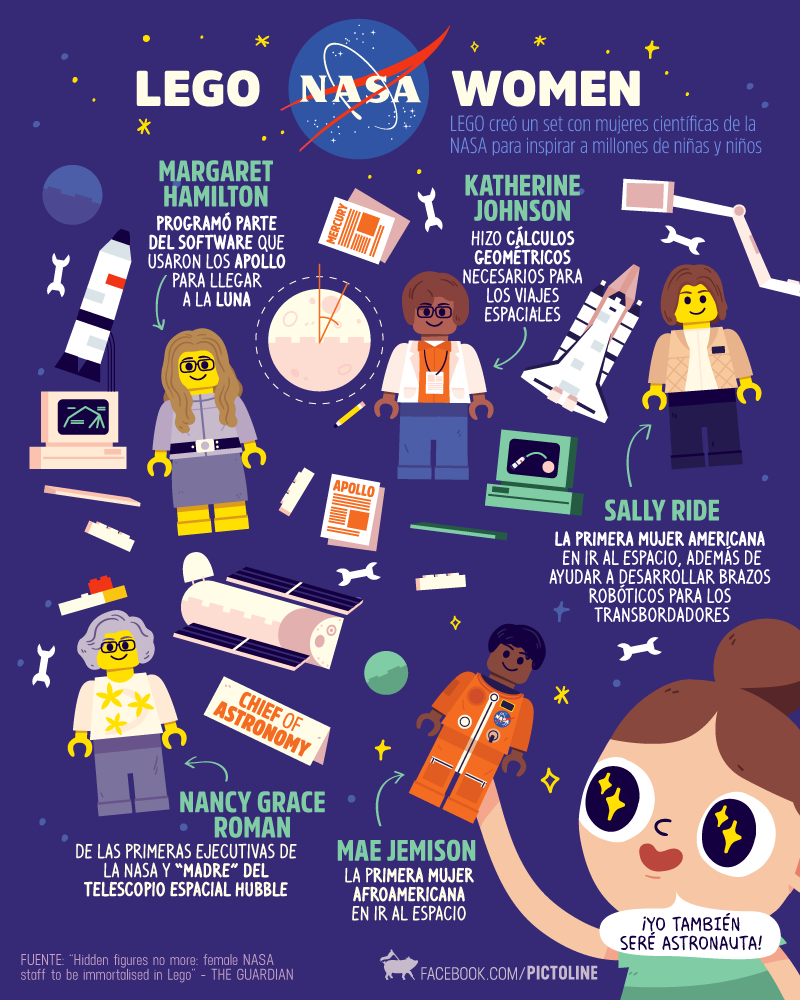 LEGO NASA WOMEN
LEGO creó un set con mujeres científicas de la
NASA para inspirar a millones de niñas y niños
MARGARET
HAMILTON
PROGRAMÓ PARTE
DEL SOFTWARE QUE
USARON LOS APOLLO
PARA LLEGAR
A LA LUNA
MERCURY
KATHERINE
JOHNSON
HIZO CÁLCULOS
GEOMÉTRICOS
NECESARIOS PARA
LOS VIAJES
ESPACIALES
APOLLO
SALLY RIDE
LA PRIMERA MUJER AMERICANA
EN IR AL ESPACIO, ADEMÁS DE
AYUDAR A DESARROLLAR BRAZOS
ROBÓTICOS PARA LOS
TRANSBORDADORES
CHIEF OF
ASTRONOMY
NANCY GRACE
ROMAN
DE LAS PRIMERAS EJECUTIVAS DE
LA NASA Y “MADRE” DEL
TELESCOPIO ESPACIAL HUBBLE
MAE JEMISON
LA PRIMERA MUJER
AFROAMERICANA
EN IR AL ESPACIO
¡YO TAMBIÉN
SERÉ ASTRONAUTA!
FUENTE: “Hidden figures no more: female NASA
staff to be immortalised in Lego” - THE GUARDIAN
FACEBOOK.COM/PICTOLINE